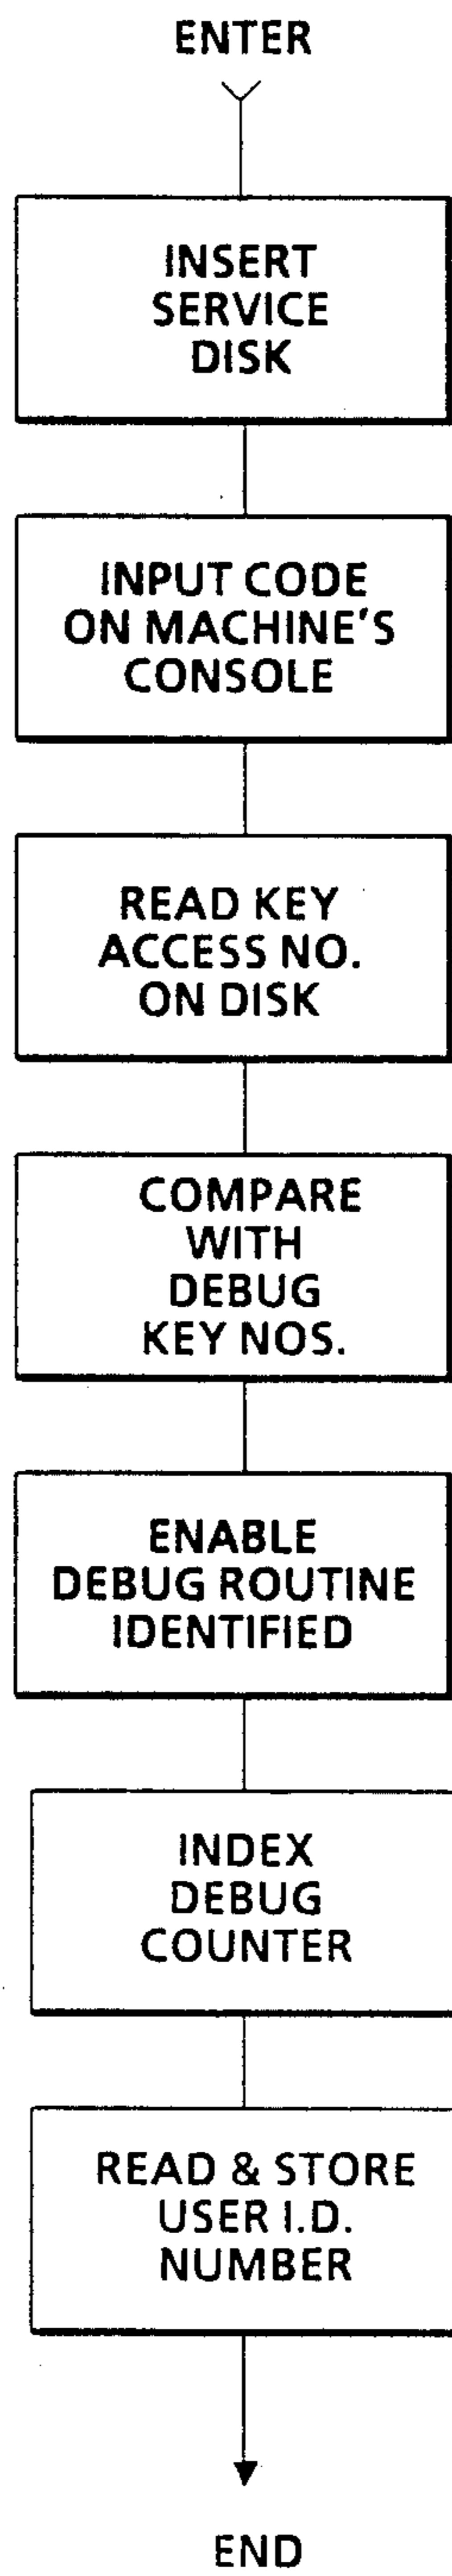 ENTER
INSERT
SERVICE
DISK
INPUT CODE
ON MACHINE'S
CONSOLE
READ KEY
ACCESS NO.
ON DISK
COMPARE
WITH
DEBUG
KEY NOS.
ENABLE
DEBUG ROUTINE
IDENTIFIED
INDEX
DEBUG
COUNTER
READ & STORE
USER I.D.
NUMBER
END